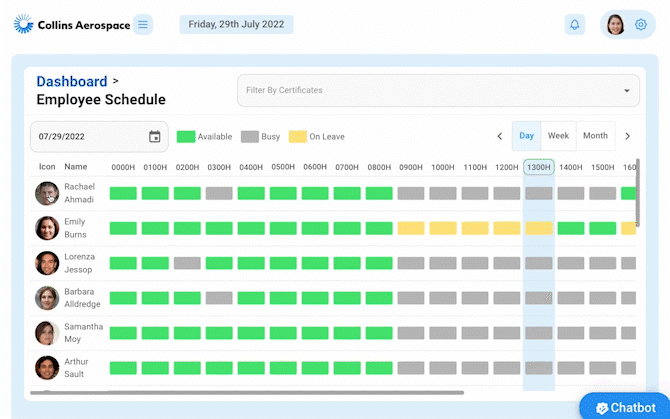 Collins Aerospace
Friday, 29th July 2022
Dashboard >
Employee Schedule
Filter By Certificates
07/29/2022
Available
Busy
On Leave
Day
Week
Month
Icon Name 0000H 0100H 0200H 0300H 0400H 0500H 0600H 0700H 0800H 0900H 1000H 1100H 1200H 1300H 1400H 1500H 160
Rachael
Ahmadi
Emily
Burns
Lorenza
Jessop
Barbara
Alldredge
Samantha
Moy
Arthur
Sault
Chatbot